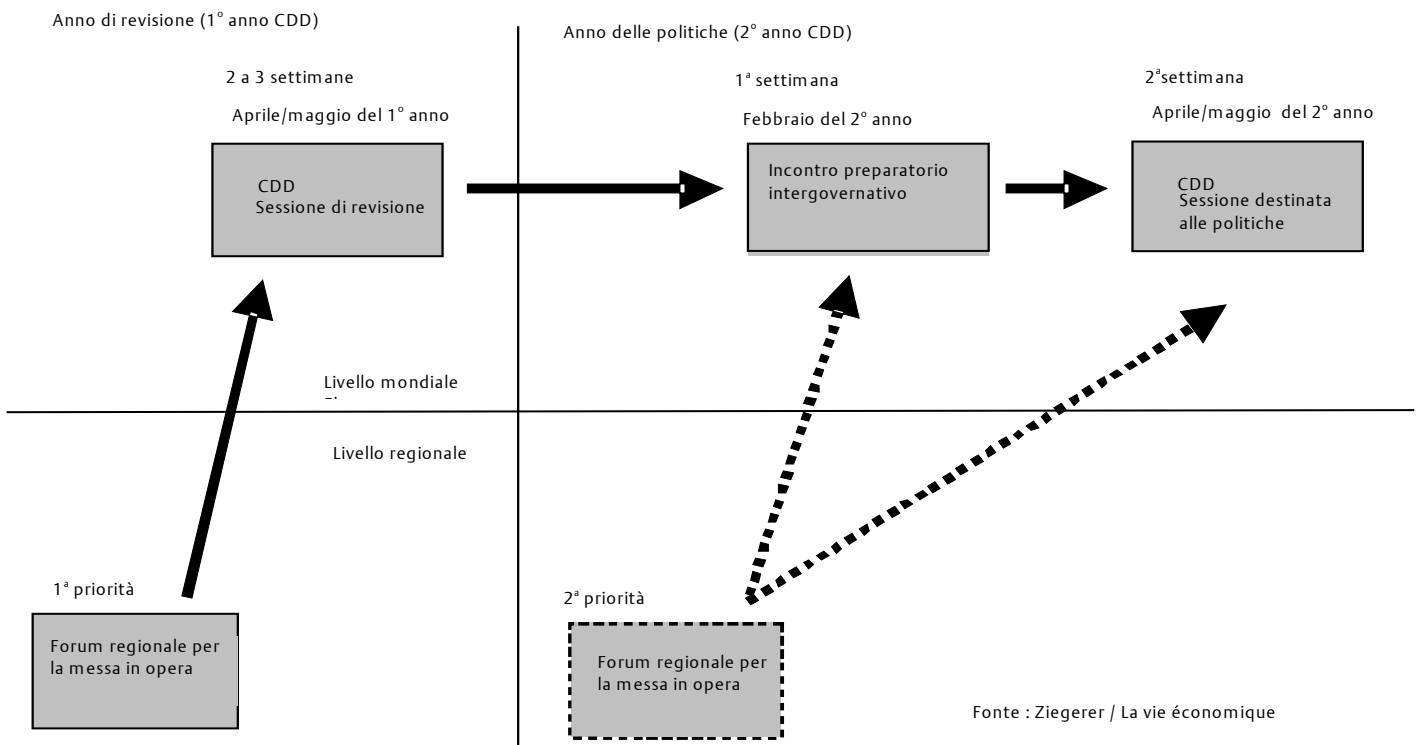 Anno di revisione (1° anno CDD)
Anno delle politiche (2° anno CDD)
2 a 3 settimane
Aprile/maggio del 1° anno
1ª settimana
Febbraio del 2° anno
2ª settimana
Aprile/maggio del 2° anno
CDD
Sessione di revisione
Incontro preparatorio
intergovernativo
CDD
Sessione destinata
alle politiche
Livello mondiale
Livello regionale
1ª priorità
Forum regionale per
la messa in opera
2ª priorità
Forum regionale per
la messa in opera
Fonte : Ziegerer / La vie économique